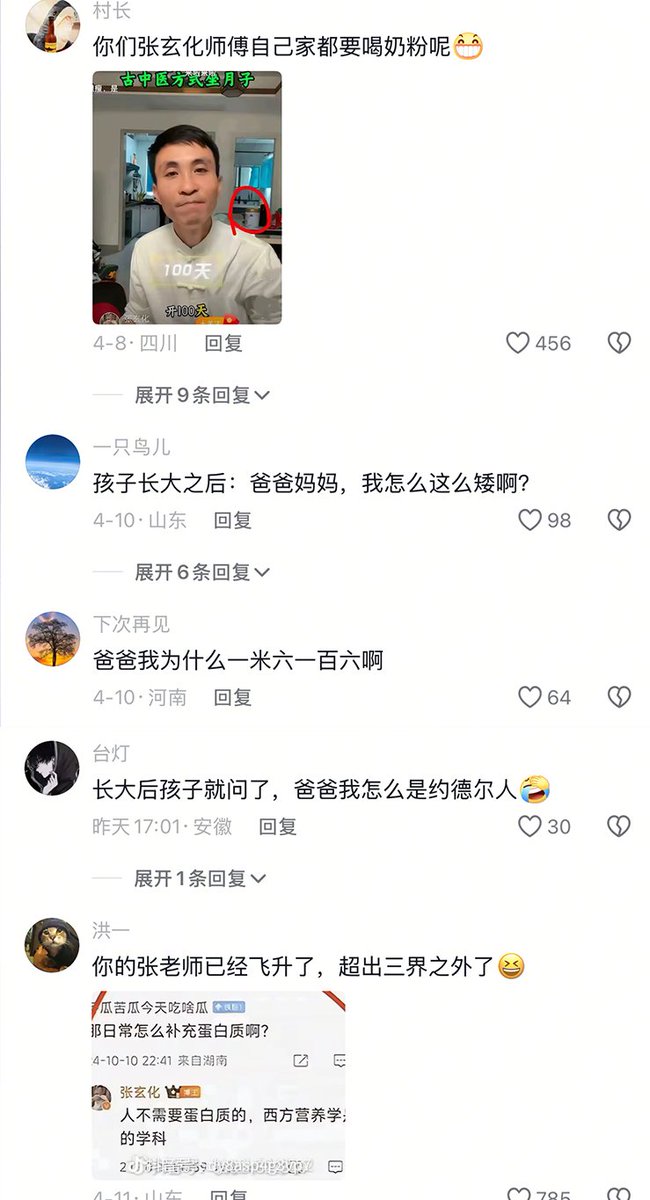 村长
你们张玄化师傅自己家都要喝奶粉呢
古中医方式坐月子
100天
张玄化
开100天
4-8·四川 回复 456
展开9条回复
一只鸟儿
孩子长大之后：爸爸妈妈，我怎么这么矮啊?
4-10·山东 回复 98
展开6条回复
下次再见
爸爸我为什么一米六一百六啊
4-10·河南 回复 64
台灯
长大后孩子就问了，爸爸我怎么是约德尔人
昨天17:01·安徽 回复 30
展开1条回复
洪一
你的张老师已经飞升了，超出三界之外了
瓜苦瓜今天吃啥瓜
那日常怎么补充蛋白质啊?
4-10-10 22:41 来自湖南
张玄化 博主
人不需要蛋白质的，西方营养学是
的学科
4-11·山东 回复 785